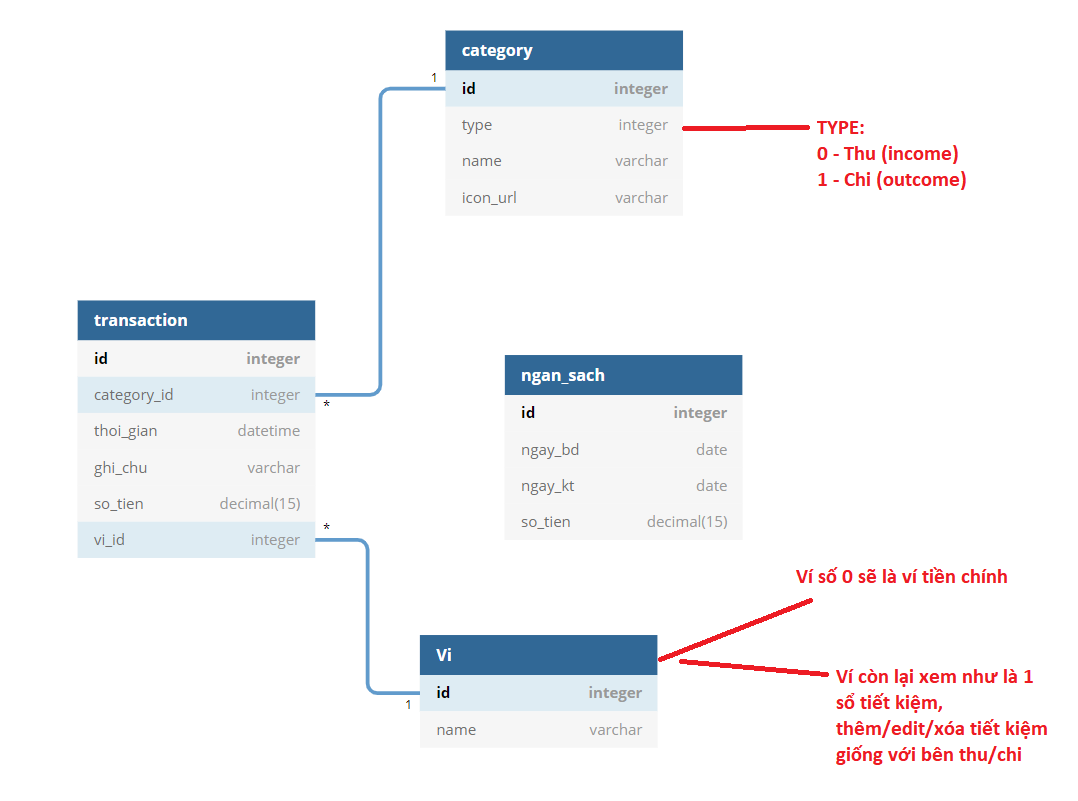 category
1
id integer
type integer
name varchar
icon_url varchar
TYPE:
0 - Thu (income)
1 - Chi (outcome)
transaction
id integer
category_id integer
*
thoi_gian datetime
ghi_chu varchar
so_tien decimal(15)
*
vi_id integer
ngan_sach
id integer
ngay_bd date
ngay_kt date
so_tien decimal(15)
Ví số 0 sẽ là ví tiền chính
Vi
id integer
1
name varchar
Ví còn lại xem như là 1
sổ tiết kiệm,
thêm/edit/xóa tiết kiệm
giống với bên thu/chi